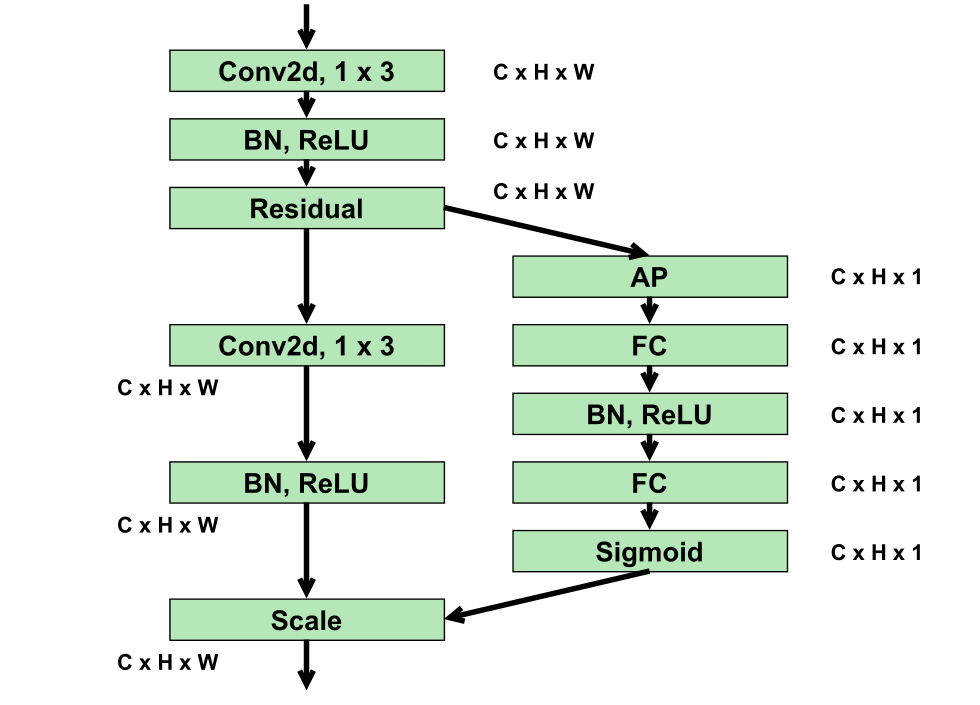 Conv2d, 1 x 3
C x H x W
BN, ReLU
C x H x W
C x H x W
Residual
AP
C x H x 1
Conv2d, 1 x 3
FC
C x H x 1
C x H x W
BN, ReLU
C x H x 1
BN, ReLU
FC
C x H x 1
C x H x W
Sigmoid
C x H x 1
Scale
C x H x W